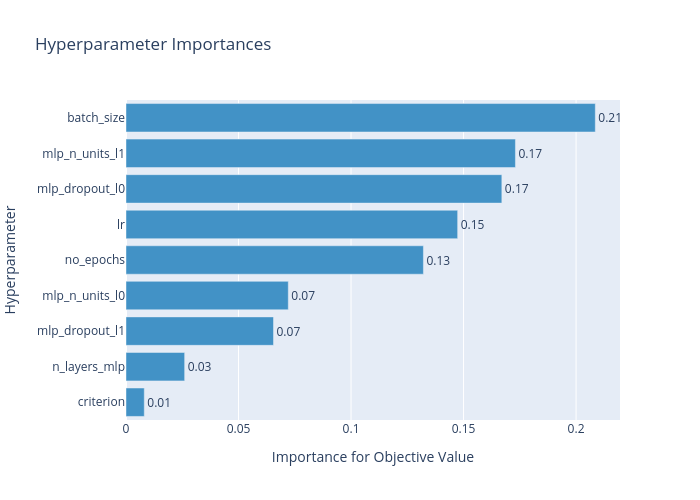 Hyperparameter Importances
Hyperparameter
batch_size 0.21
mlp_n_units_l1 0.17
mlp_dropout_l0 0.17
lr 0.15
no_epochs 0.13
mlp_n_units_l0 0.07
mlp_dropout_l1 0.07
n_layers_mlp 0.03
criterion 0.01
0 0.05 0.1 0.15 0.2
Importance for Objective Value